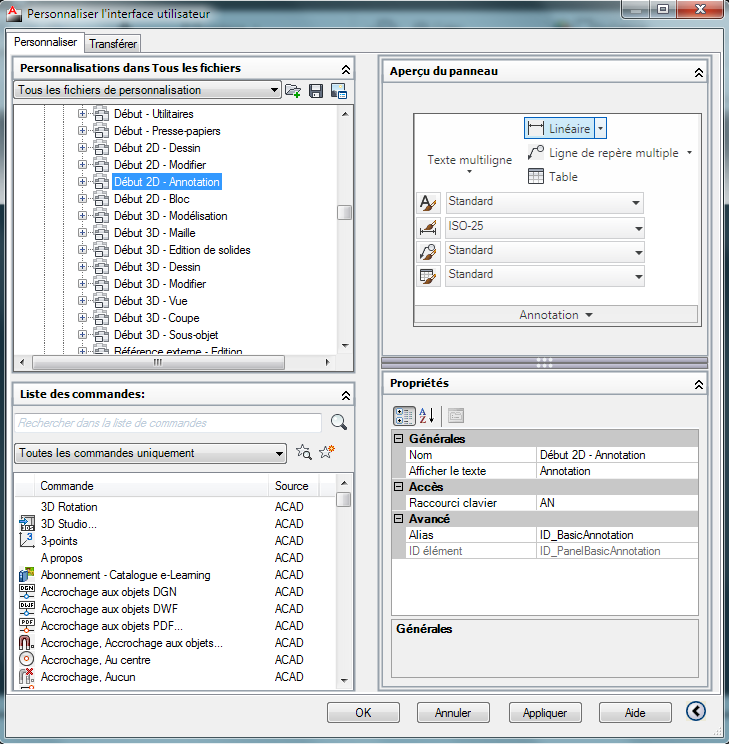 Personnaliser l'interface utilisateur
Personnaliser
Transférer
Personnalisations dans Tous les fichiers
Tous les fichiers de personnalisation
Début - Utilitaires
Début - Presse-papiers
Début 2D - Dessin
Début 2D - Modifier
Début 2D - Annotation
Début 2D - Bloc
Début 3D - Modélisation
Début 3D - Maille
Début 3D - Edition de solides
Début 3D - Dessin
Début 3D - Modifier
Début 3D - Vue
Début 3D - Coupe
Début 3D - Sous-objet
Référence externe - Edition
Liste des commandes:
Rechercher dans la liste de commandes
Toutes les commandes uniquement
Commande Source
3D Rotation ACAD
3D Studio... ACAD
3-points ACAD
A propos ACAD
Abonnement - Catalogue e-Learning ACAD
DGN Accrochage aux objets DGN ACAD
DWF Accrochage aux objets DWF ACAD
PDF Accrochage aux objets PDF... ACAD
Accrochage, Accrochage aux objets... ACAD
Accrochage, Au centre ACAD
Accrochage, Aucun ACAD
Aperçu du panneau
Texte multiligne
Linéaire
Ligne de repère multiple
Table
Standard
ISO-25
Standard
Standard
Annotation
Propriétés
Générales
Nom Début 2D - Annotation
Afficher le texte Annotation
Accès
Raccourci clavier AN
Avancé
Alias ID_BasicAnnotation
ID élément ID_PanelBasicAnnotation
Générales
OK
Annuler
Appliquer
Aide